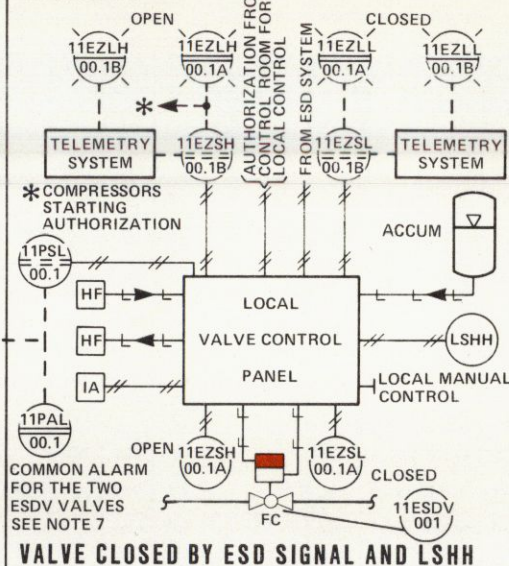 OPEN
CLOSED
11EZLH
00.1B
11EZLH
00.1A
11EZLL
00.1A
11EZLL
00.1B
AUTHORIZATION FRO
CONTROL ROOM FOR
LOCAL CONTROL
FROM ESD SYSTEM
*
TELEMETRY
SYSTEM
11EZSH
00.1B
11EZSL
00.1B
TELEMETRY
SYSTEM
* COMPRESSORS
STARTING
AUTHORIZATION
11PSL
00.1
ACCUM
HF
HF
IA
LOCAL
VALVE CONTROL
PANEL
LSHH
LOCAL MANUAL
CONTROL
11PAL
00.1
OPEN
11EZSH
00.1A
11EZSL
00.1A
CLOSED
COMMON ALARM
FOR THE TWO
ESDV VALVES
SEE NOTE 7
FC
11ESDV
001
VALVE CLOSED BY ESD SIGNAL AND LSHH